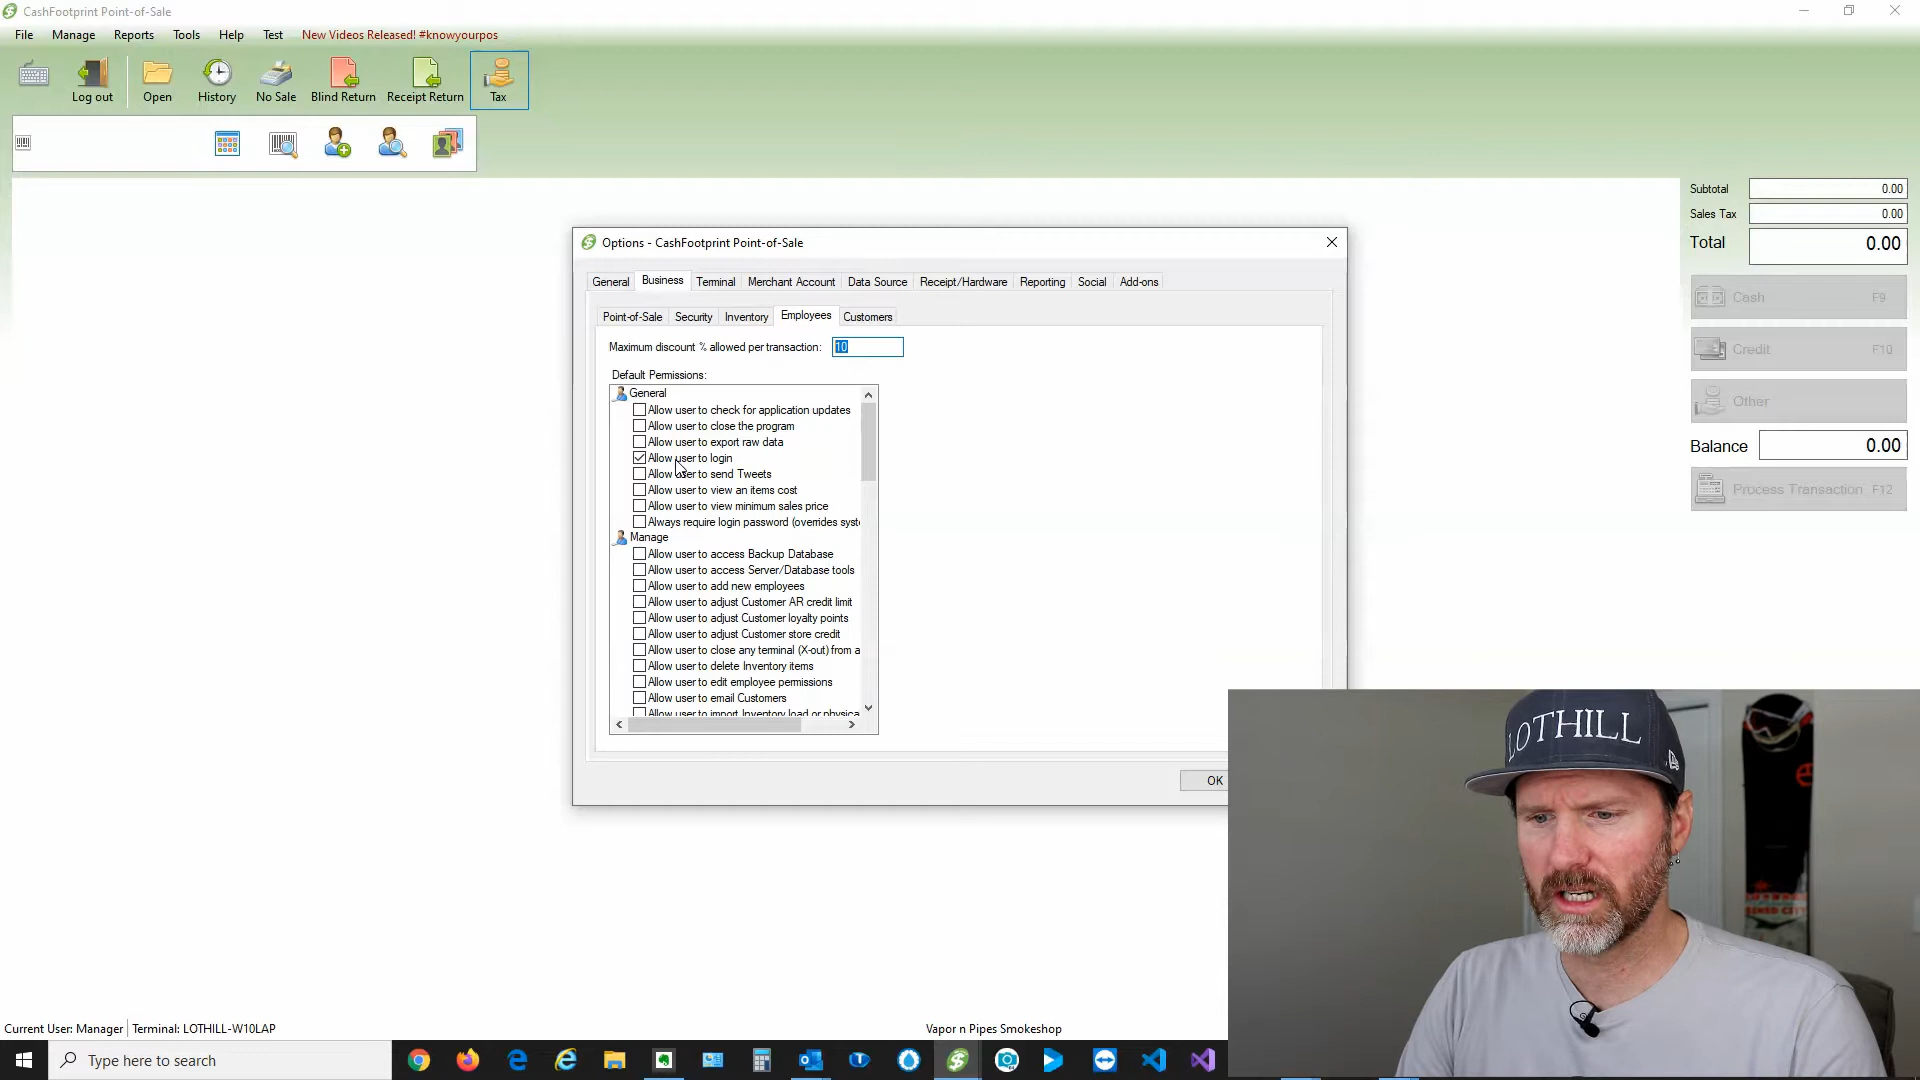 CashFootprint Point-of-Sale
File Manage Reports Tools Help Test New Videos Released! #knowyourpos
Log out Open History No Sale Blind Return Receipt Return Tax
Subtotal 0.00
Sales Tax 0.00
Total 0.00
Cash F9
Credit F10
Other
Balance 0.00
Process Transaction F12
Options - CashFootprint Point-of-Sale
General Business Terminal Merchant Account Data Source Receipt/Hardware Reporting Social Add-ons
Point-of-Sale Security Inventory Employees Customers
Maximum discount % allowed per transaction: 10
Default Permissions:
General
Allow user to check for application updates
Allow user to close the program
Allow user to export raw data
Allow user to login
Allow user to send Tweets
Allow user to view an items cost
Allow user to view minimum sales price
Always require login password (overrides syst
Manage
Allow user to access Backup Database
Allow user to access Server/Database tools
Allow user to add new employees
Allow user to adjust Customer AR credit limit
Allow user to adjust Customer loyalty points
Allow user to adjust Customer store credit
Allow user to close any terminal (X-out) from a
Allow user to delete Inventory items
Allow user to edit employee permissions
Allow user to email Customers
Allow user to import Inventory load or physica
OK
LOTHILL
Current User: Manager Terminal: LOTHILL-W10LAP Vapor n Pipes Smokeshop
Type here to search